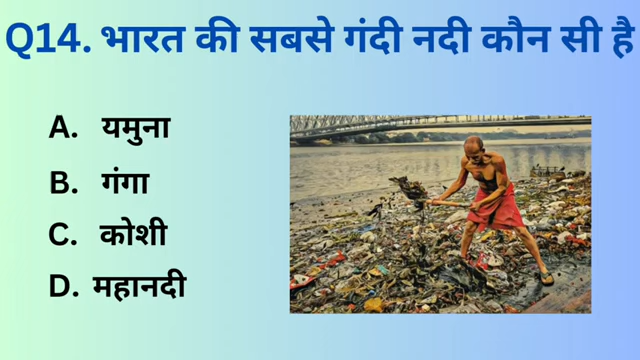 Q14. भारत की सबसे गंदी नदी कौन सी है
A. यमुना
B. गंगा
C. कोशी
D. महानदी